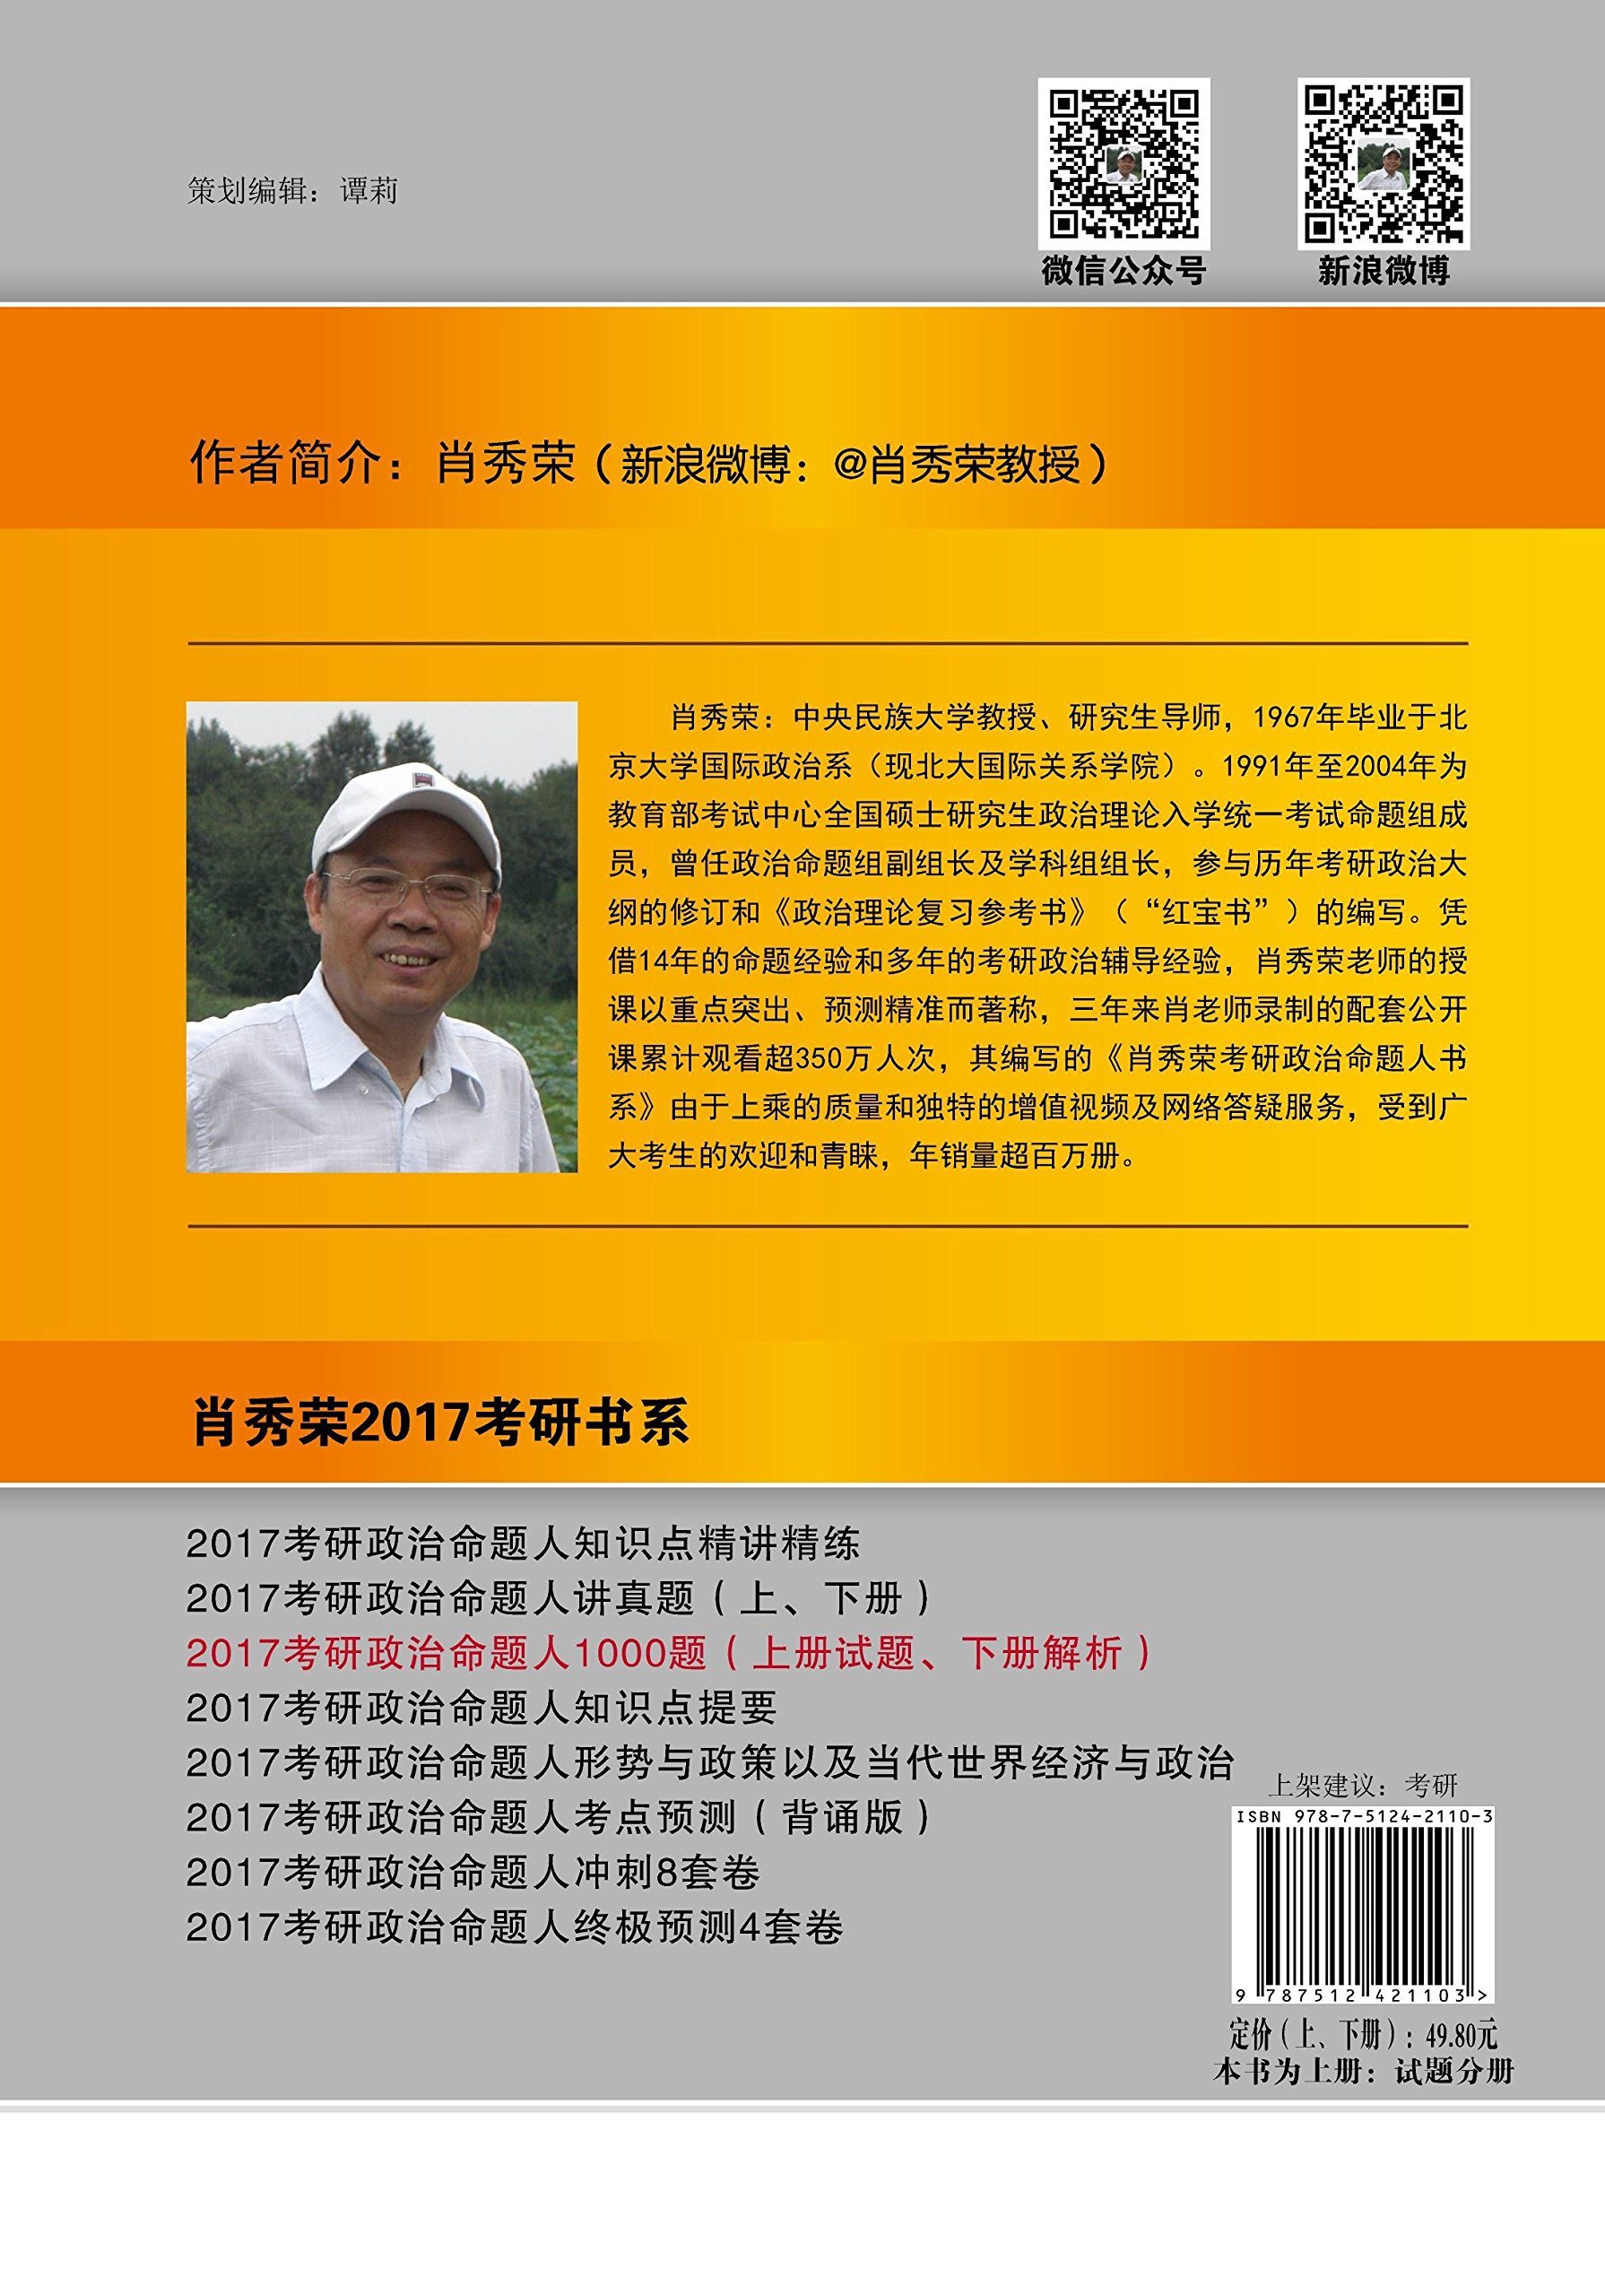 策划编辑：谭莉
微信公众号
新浪微博
作者简介：肖秀荣（新浪微博：@肖秀荣教授）
肖秀荣：中央民族大学教授、研究生导师，1967年毕业于北
京大学国际政治系（现北大国际关系学院）。1991年至2004年为
教育部考试中心全国硕士研究生政治理论入学统一考试命题组成
员，曾任政治命题组副组长及学科组组长，参与历年考研政治大
纲的修订和《政治理论复习参考书》（“红宝书”）的编写。凭
借14年的命题经验和多年的考研政治辅导经验，肖秀荣老师的授
课以重点突出、预测精准而著称，三年来肖老师录制的配套公开
课累计观看超350万人次，其编写的《肖秀荣考研政治命题人书
系》由于上乘的质量和独特的增值视频及网络答疑服务，受到广
大考生的欢迎和青睐，年销量超百万册。
肖秀荣2017考研书系
2017考研政治命题人知识点精讲精练
2017考研政治命题人讲真题（上、下册）
2017考研政治命题人1000题（上册试题、下册解析）
2017考研政治命题人知识点提要
2017考研政治命题人形势与政策以及当代世界经济与政治
2017考研政治命题人考点预测（背诵版）
2017考研政治命题人冲刺8套卷
2017考研政治命题人终极预测4套卷
上架建议：考研
ISBN 978-7-5124-2110-3
9 787512 421103 >
定价（上、下册）：49.80元
本书为上册：试题分册